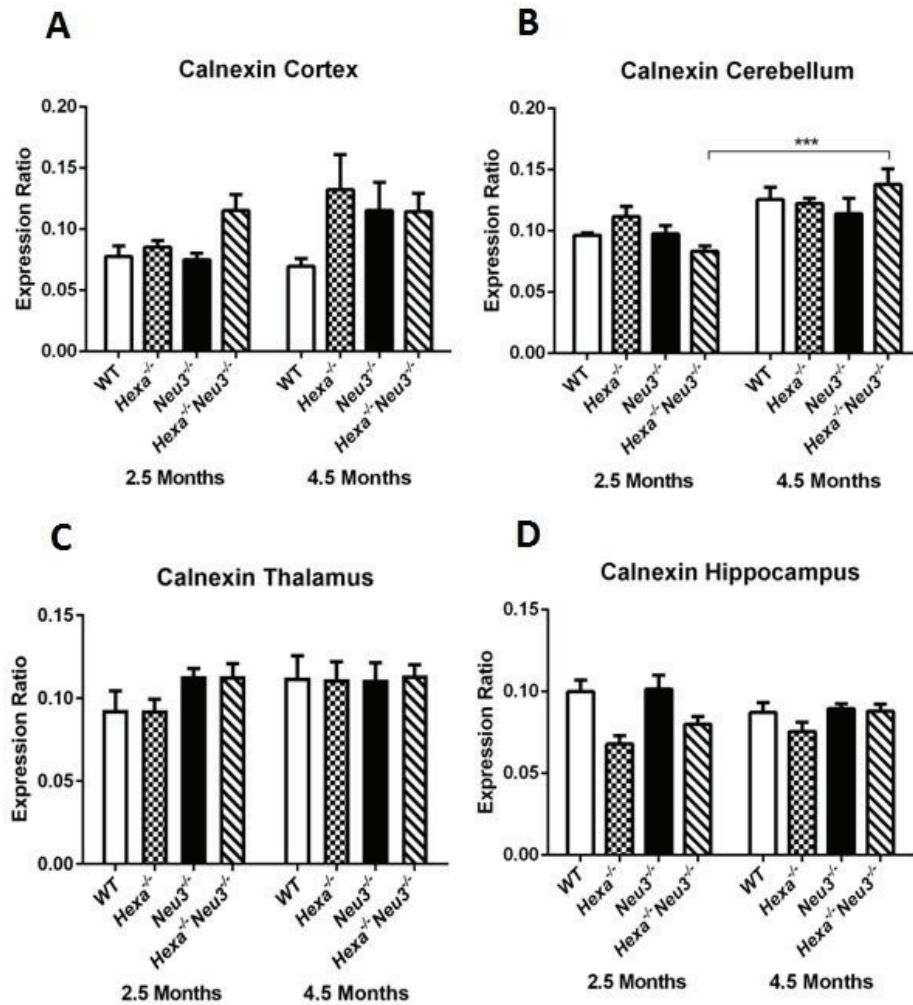 A
Calnexin Cortex
Expression Ratio
0.20
0.15
0.10
0.05
0.00
WT
Hexa⁻/⁻
Neu3⁻/⁻
Hexa⁻/⁻Neu3⁻/⁻
WT
Hexa⁻/⁻
Neu3⁻/⁻
Hexa⁻/⁻Neu3⁻/⁻
2.5 Months
4.5 Months
B
Calnexin Cerebellum
Expression Ratio
0.20
0.15
0.10
0.05
0.00
***
WT
Hexa⁻/⁻
Neu3⁻/⁻
Hexa⁻/⁻Neu3⁻/⁻
WT
Hexa⁻/⁻
Neu3⁻/⁻
Hexa⁻/⁻Neu3⁻/⁻
2.5 Months
4.5 Months
C
Calnexin Thalamus
Expression Ratio
0.15
0.10
0.05
0.00
WT
Hexa⁻/⁻
Neu3⁻/⁻
Hexa⁻/⁻Neu3⁻/⁻
WT
Hexa⁻/⁻
Neu3⁻/⁻
Hexa⁻/⁻Neu3⁻/⁻
2.5 Months
4.5 Months
D
Calnexin Hippocampus
Expression Ratio
0.15
0.10
0.05
0.00
WT
Hexa⁻/⁻
Neu3⁻/⁻
Hexa⁻/⁻Neu3⁻/⁻
WT
Hexa⁻/⁻
Neu3⁻/⁻
Hexa⁻/⁻Neu3⁻/⁻
2.5 Months
4.5 Months